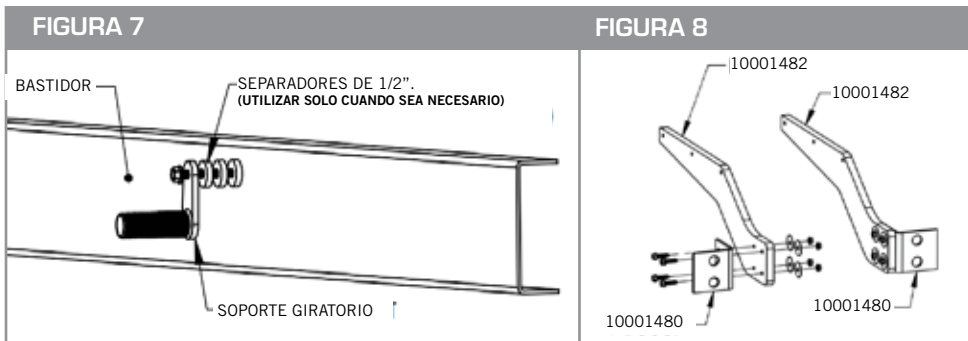 FIGURA 7
BASTIDOR
SEPARADORES DE 1/2".
(UTILIZAR SOLO CUANDO SEA NECESARIO)
SOPORTE GIRATORIO
FIGURA 8
10001482
10001482
10001480
10001480